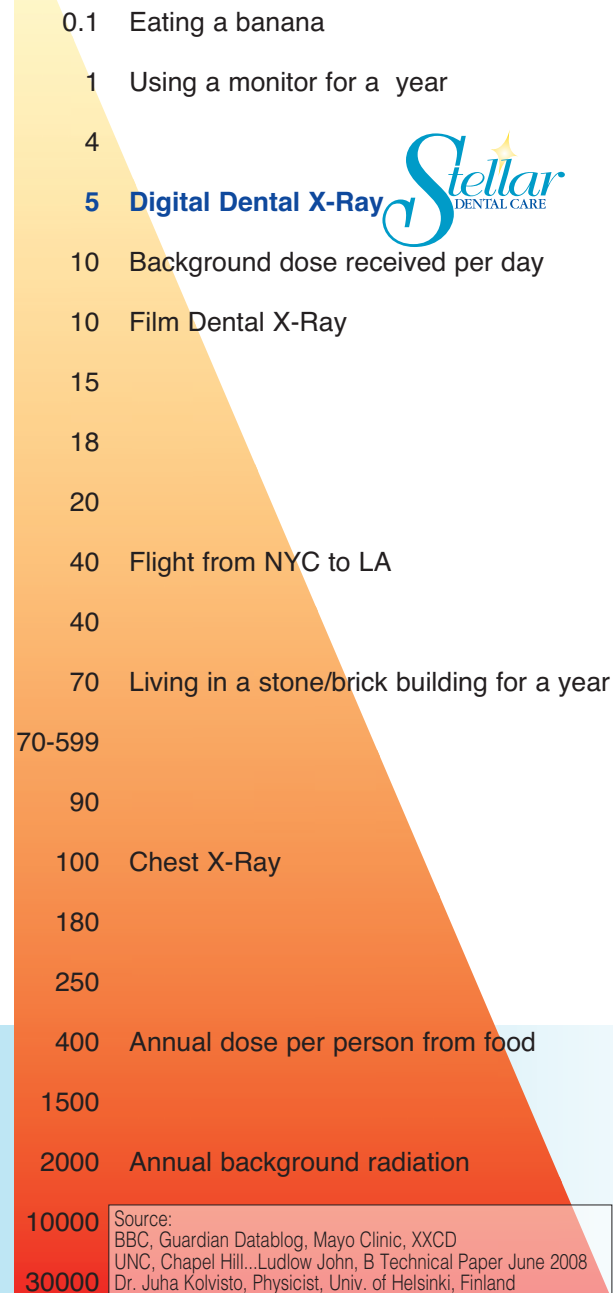 0.1 Eating a banana
1 Using a monitor for a year
4
Stellar
DENTAL CARE
5 Digital Dental X-Ray
10 Background dose received per day
10 Film Dental X-Ray
15
18
20
40 Flight from NYC to LA
40
70 Living in a stone/brick building for a year
70-599
90
100 Chest X-Ray
180
250
400 Annual dose per person from food
1500
2000 Annual background radiation
10000
Source:
BBC, Guardian Datablog, Mayo Clinic, XXCD
UNC, Chapel Hill...Ludlow John, B Technical Paper June 2008
30000
Dr. Juha Kolvisto, Physicist, Univ. of Helsinki, Finland